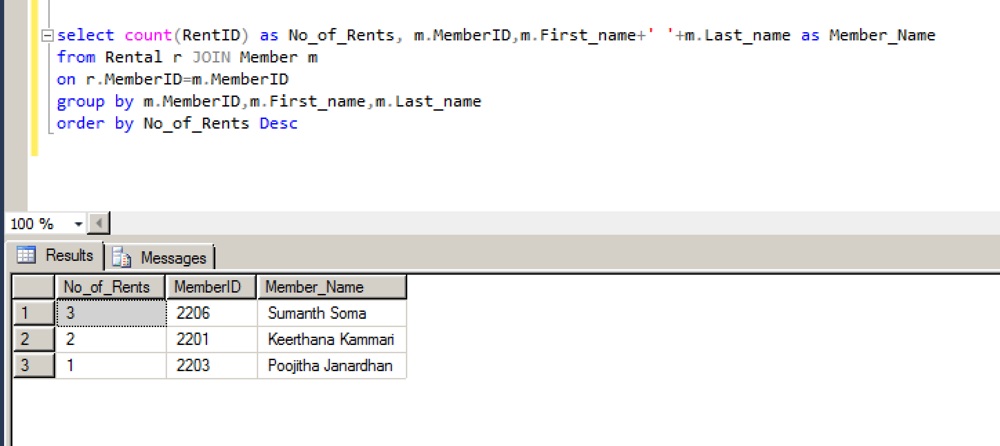 select count(RentID) as No_of_Rents, m.MemberID,m.First_name+' '+m.Last_name as Member_Name
from Rental r JOIN Member m
on r.MemberID=m.MemberID
group by m.MemberID,m.First_name,m.Last_name
order by No_of_Rents Desc
100 %
Results Messages
No_of_Rents MemberID Member_Name
1 3 2206 Sumanth Soma
2 2 2201 Keerthana Kammari
3 1 2203 Poojitha Janardhan